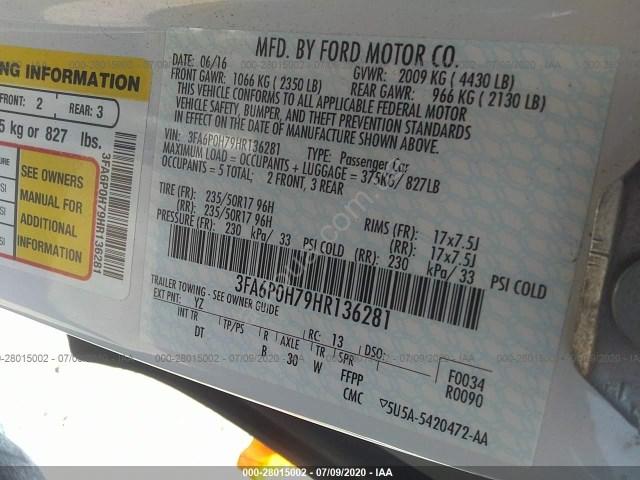 MFD. BY FORD MOTOR CO.
DATE: 06/16 GVWR: 2009 KG ( 4430 LB)
FRONT GAWR: 1066 KG ( 2350 LB) REAR GAWR: 966 KG ( 2130 LB)
THIS VEHICLE CONFORMS TO ALL APPLICABLE FEDERAL MOTOR
VEHICLE SAFETY, BUMPER, AND THEFT PREVENTION STANDARDS
IN EFFECT ON THE DATE OF MANUFACTURE SHOWN ABOVE.
VIN: 3FA6P0H79HR136281 TYPE: Passenger Car
MAXIMUM LOAD = OCCUPANTS + LUGGAGE = 375KG/ 827LB
OCCUPANTS = 5 TOTAL; 2 FRONT, 3 REAR
TIRE (FR): 235/50R17 96H RIMS (FR): 17x7.5J
(RR): 235/50R17 96H (RR): 17x7.5J
PRESSURE (FR): 230 kPa/ 33 PSI COLD (RR): 230 kPa/ 33 PSI COLD
3FA6P0H79HR136281
TRAILER TOWING - SEE OWNER GUIDE
EXT PNT: YZ RC: 13 DSO:
INT TR TP/PS R AXLE TR SPR
DT B 30 W FFPP
CMC
F0034
R0090
▽SU5A-5420472-AA
NG INFORMATION
FRONT: 2 REAR: 3
5 kg or 827 lbs.
SEE OWNERS
MANUAL FOR
ADDITIONAL
INFORMATION
3FA6P0H79HR136281
000-28015002 - 07/09/2020 - IAA